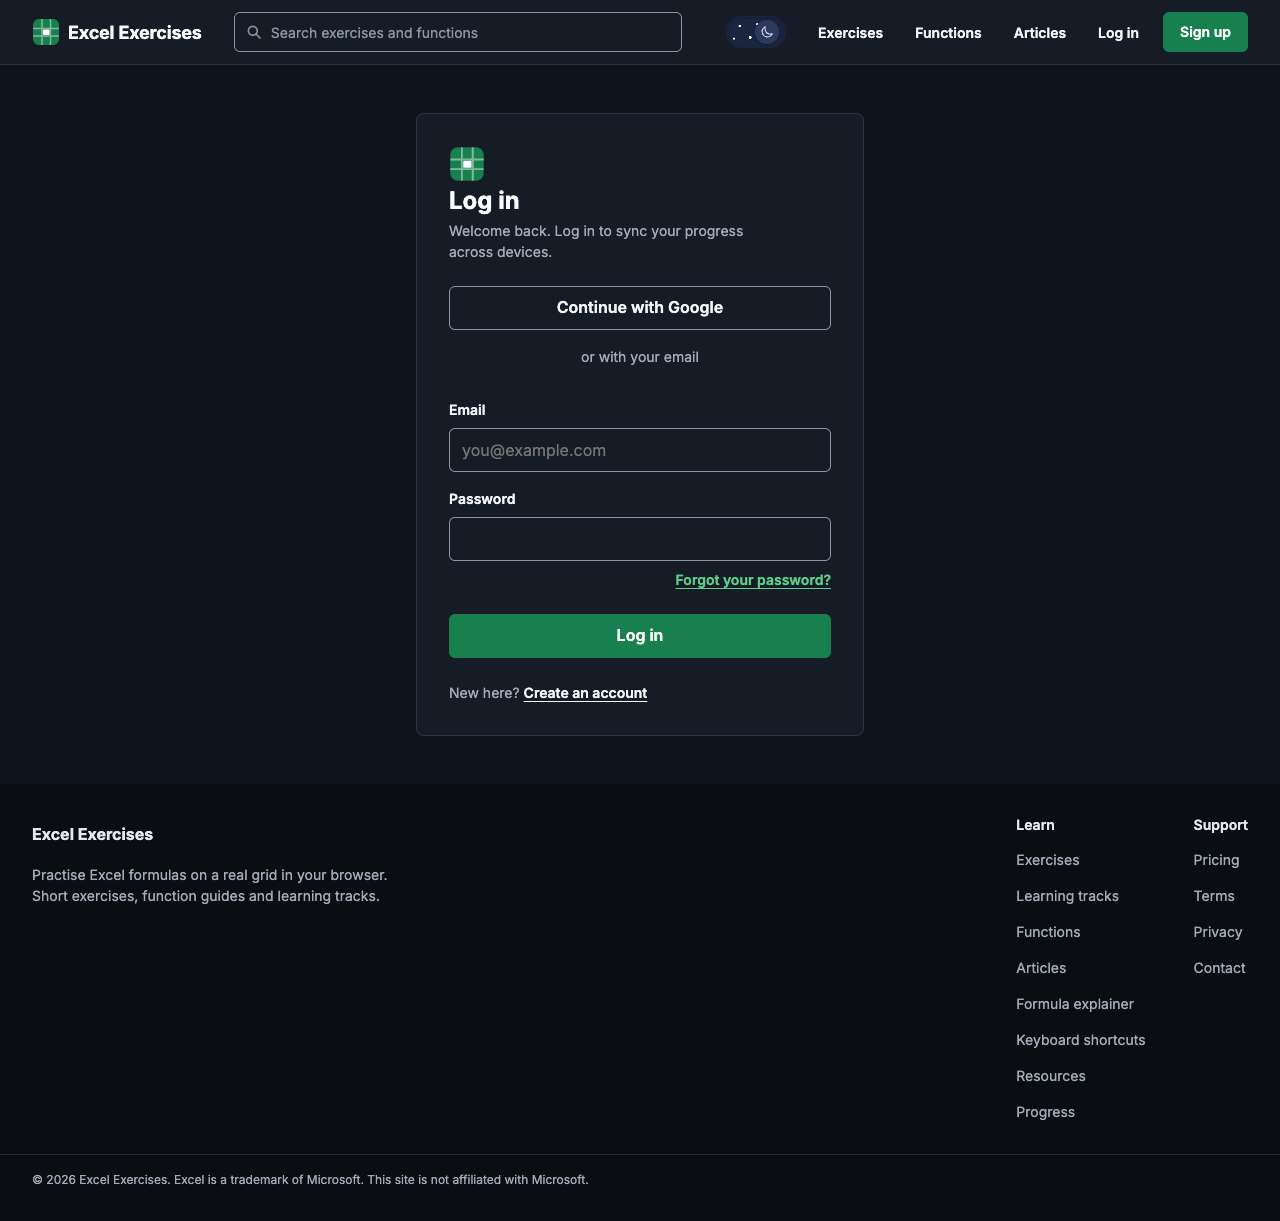 Excel Exercises
Search exercises and functions
Exercises
Functions
Articles
Log in
Sign up
Log in
Welcome back. Log in to sync your progress
across devices.
Continue with Google
or with your email
Email
you@example.com
Password
Forgot your password?
Log in
New here? Create an account
Excel Exercises
Practise Excel formulas on a real grid in your browser.
Short exercises, function guides and learning tracks.
Learn
Exercises
Learning tracks
Functions
Articles
Formula explainer
Keyboard shortcuts
Resources
Progress
Support
Pricing
Terms
Privacy
Contact
© 2026 Excel Exercises. Excel is a trademark of Microsoft. This site is not affiliated with Microsoft.